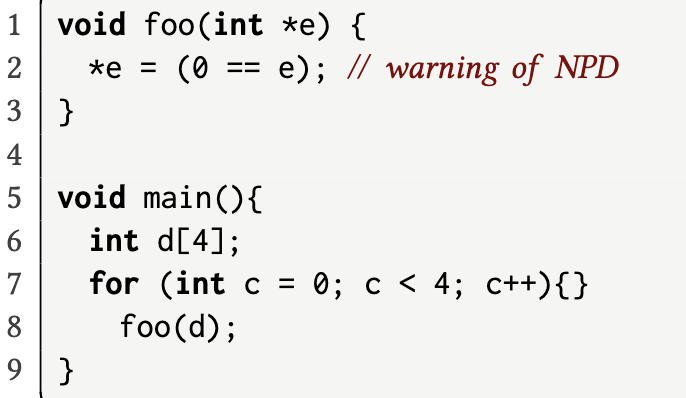 1 void foo(int *e) {
2 *e = (0 == e); // warning of NPD
3 }
4
5 void main(){
6 int d[4];
7 for (int c = 0; c < 4; c++){}
8 foo(d);
9 }